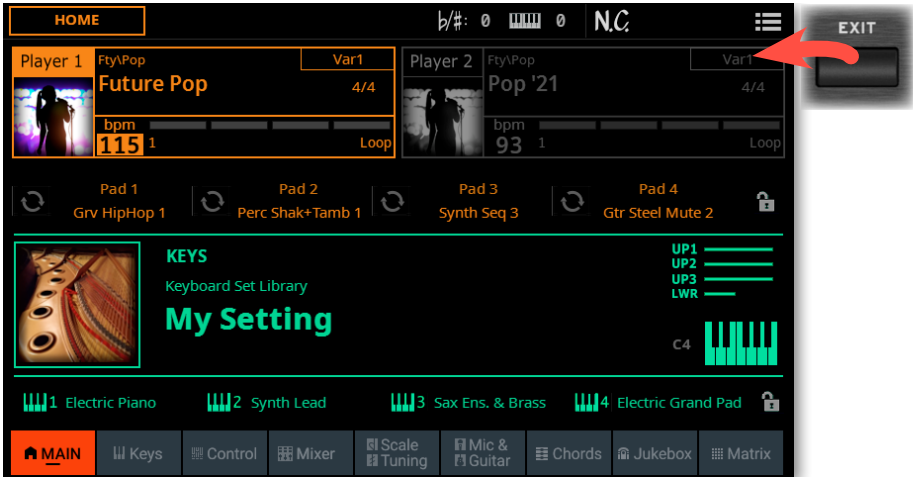 HOME
♭/♯: 0 0 N.C.
EXIT
Player 1 Fty\Pop Var1
Future Pop 4/4
bpm
115 1 Loop
Player 2 Fty\Pop Var1
Pop '21 4/4
bpm
93 1 Loop
Pad 1
Grv HipHop 1
Pad 2
Perc Shak+Tamb 1
Pad 3
Synth Seq 3
Pad 4
Gtr Steel Mute 2
KEYS
Keyboard Set Library
My Setting
UP1
UP2
UP3
LWR
C4
1 Electric Piano
2 Synth Lead
3 Sax Ens. & Brass
4 Electric Grand Pad
MAIN
Keys
Control
Mixer
Scale
Tuning
Mic &
Guitar
Chords
Jukebox
Matrix